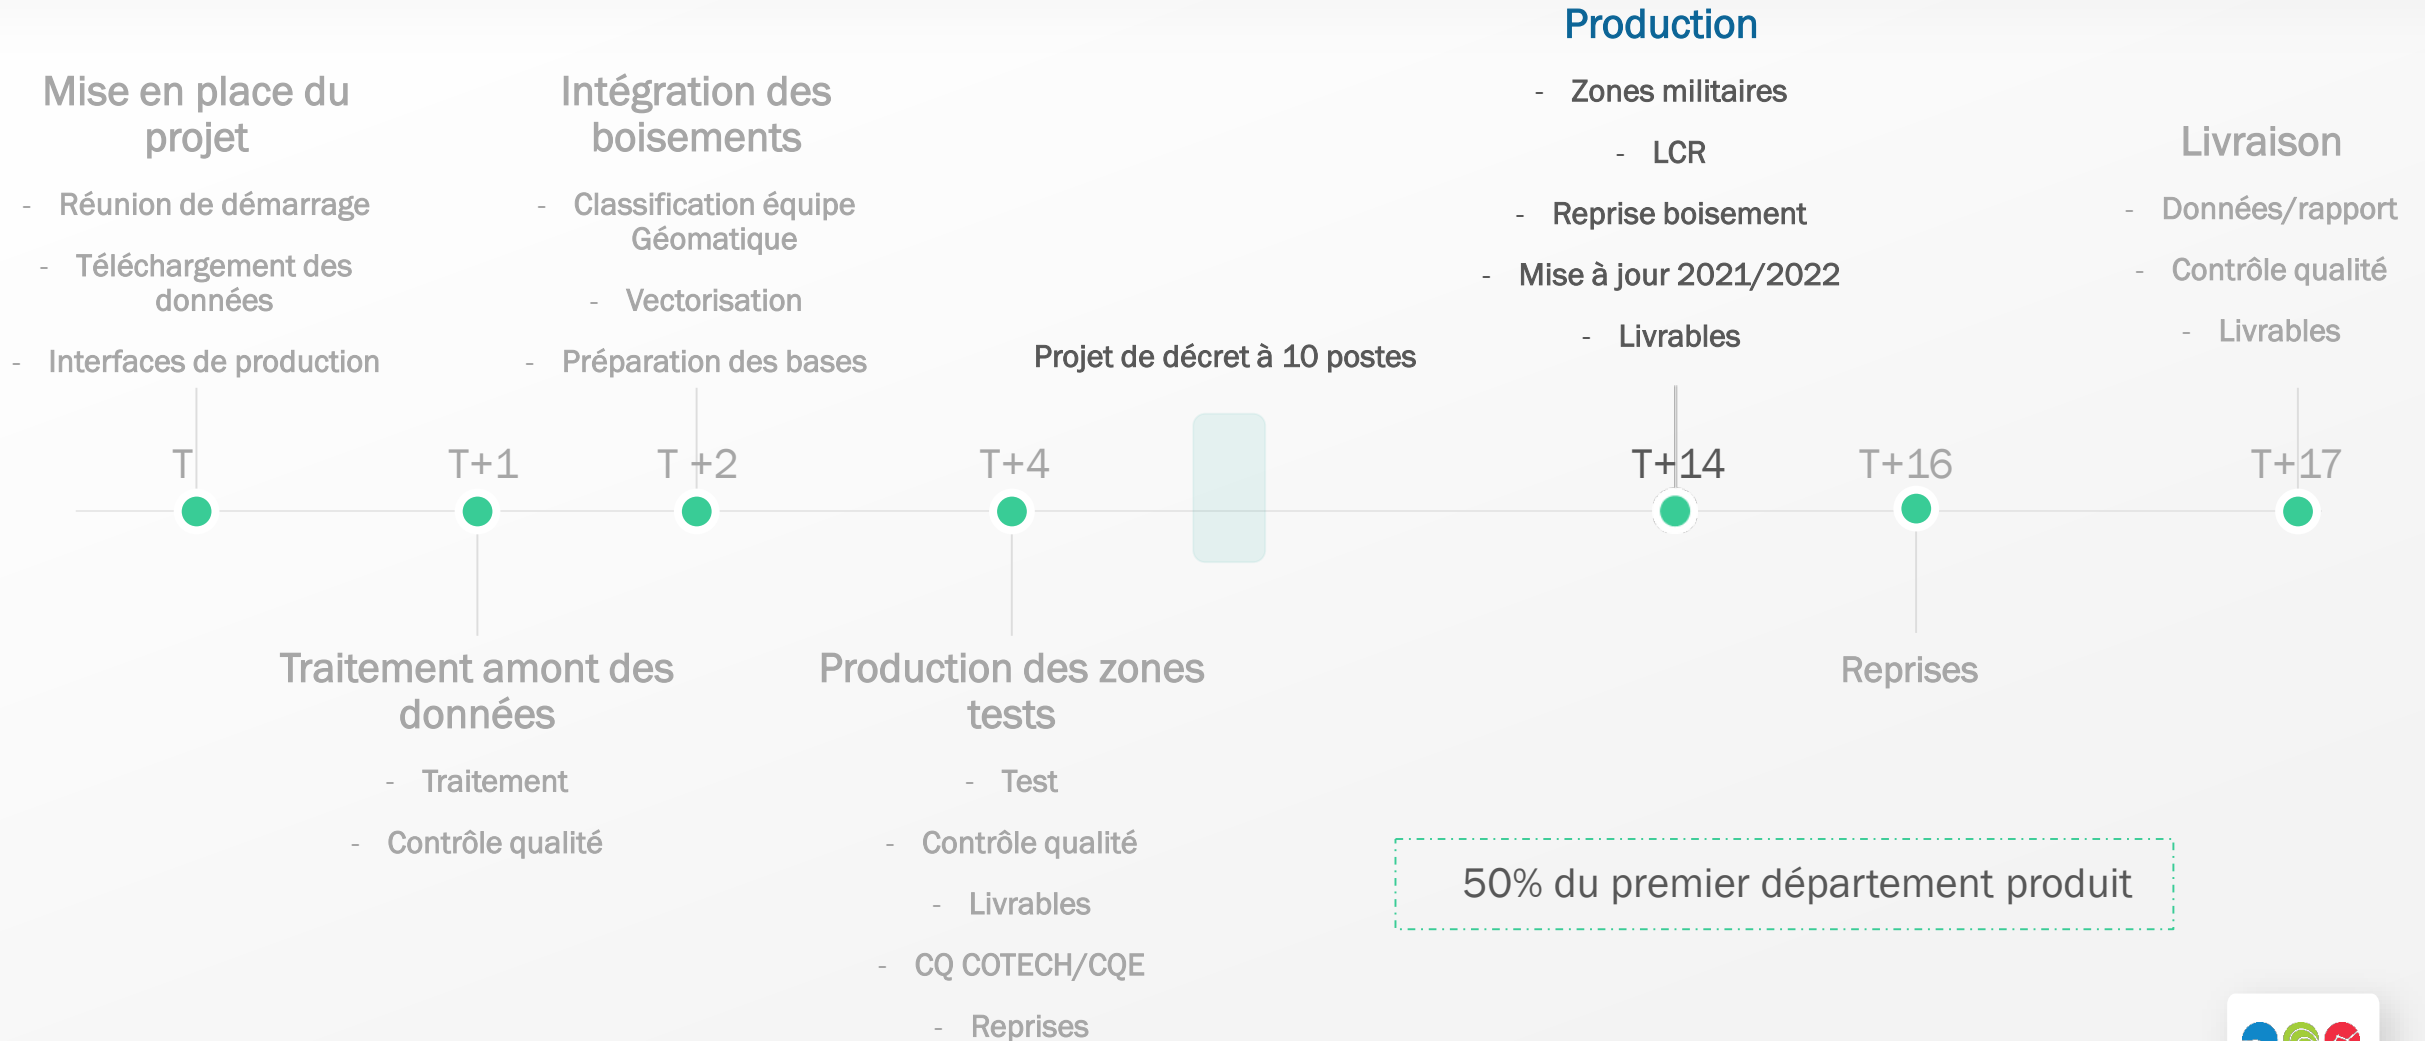 Mise en place du
projet
- Réunion de démarrage
- Téléchargement des
données
- Interfaces de production
T
T+1
Traitement amont des
données
- Traitement
- Contrôle qualité
Intégration des
boisements
- Classification équipe
Géomatique
- Vectorisation
- Préparation des bases
T +2
T+4
Production des zones
tests
- Test
- Contrôle qualité
- Livrables
- CQ COTECH/CQE
- Reprises
Projet de décret à 10 postes
Production
- Zones militaires
- LCR
- Reprise boisement
- Mise à jour 2021/2022
- Livrables
T+14
T+16
Reprises
Livraison
- Données/rapport
- Contrôle qualité
- Livrables
T+17
50% du premier département produit